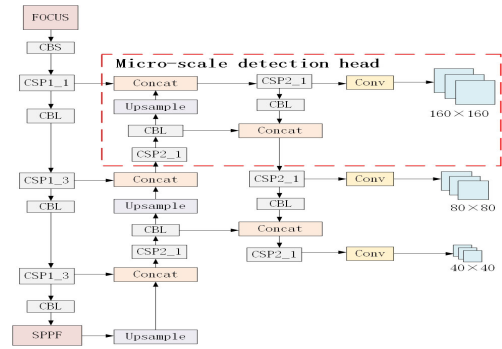 FOCUS
CBS
Micro-scale detection head
CSP1_1
Concat
CSP2_1
Conv
160×160
Upsample
CBL
CBL
CBL
Concat
CSP2_1
CSP1_3
Concat
CSP2_1
Conv
80×80
CBL
Upsample
CBL
CBL
Concat
CSP2_1
CSP2_1
Conv
40×40
CSP1_3
Concat
CBL
SPPF
Upsample